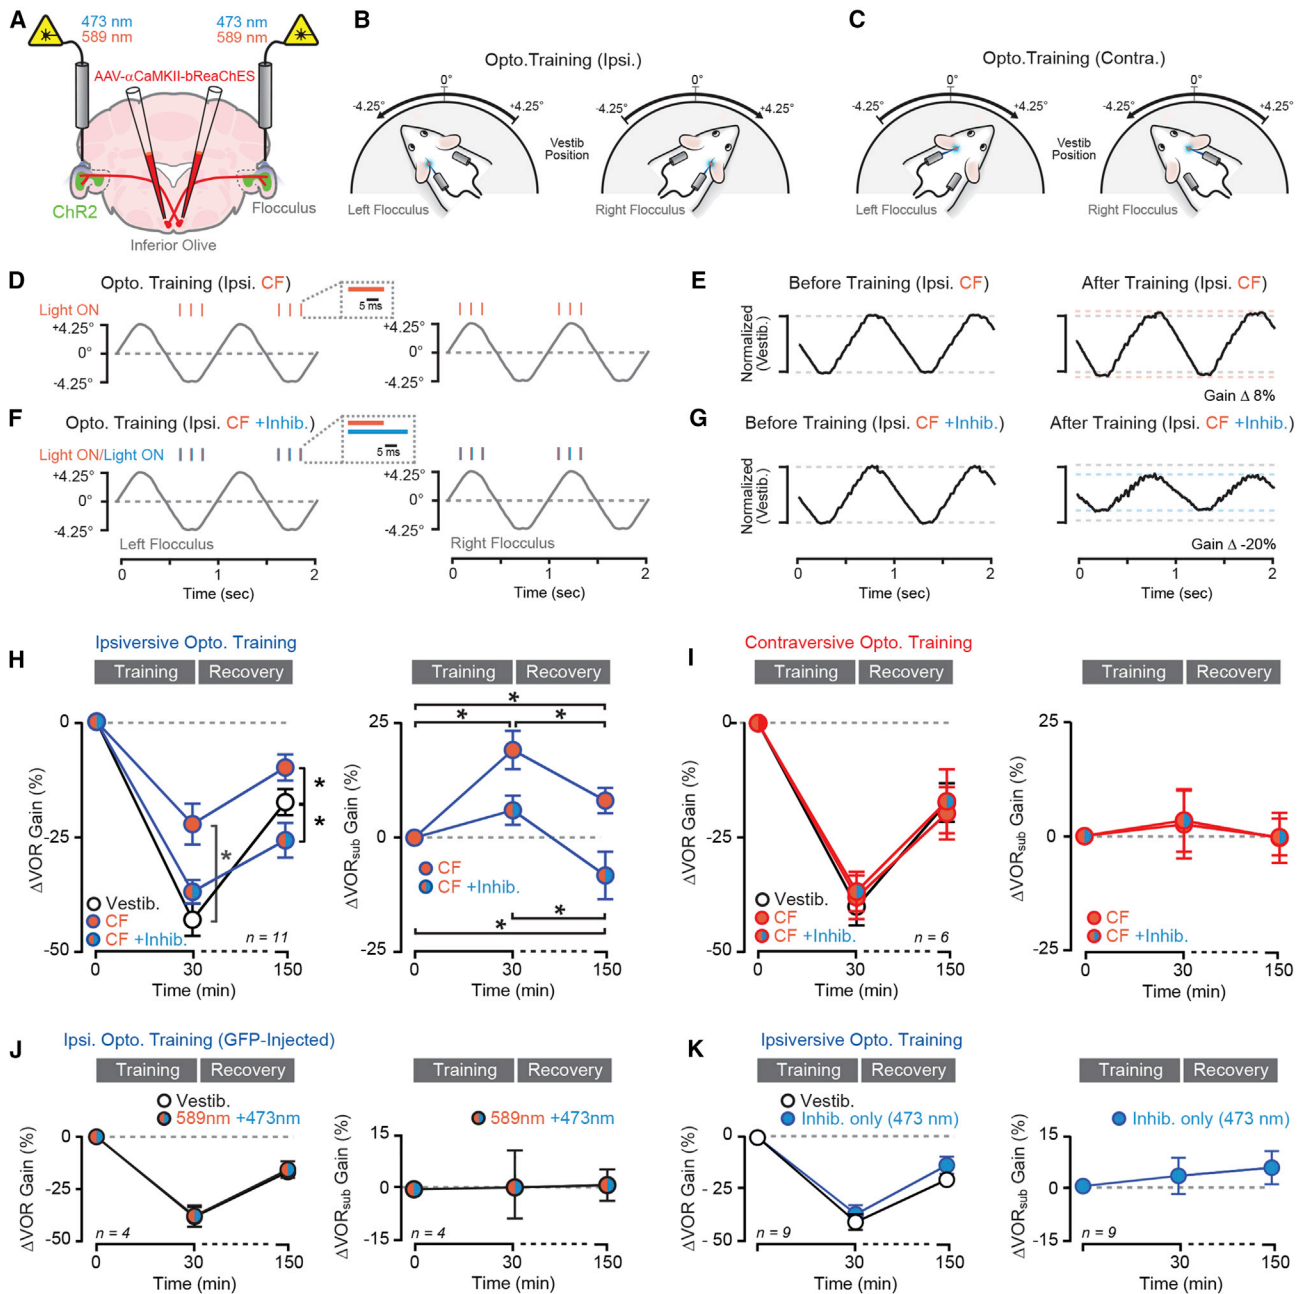 A
473 nm
589 nm
473 nm
589 nm
AAV-αCaMKII-bReaChES
ChR2
Flocculus
Inferior Olive
B
Opto.Training (Ipsi.)
0°
-4.25°
+4.25°
Left Flocculus
Vestib
Position
0°
-4.25°
+4.25°
Right Flocculus
C
Opto.Training (Contra.)
0°
-4.25°
+4.25°
Left Flocculus
Vestib
Position
0°
-4.25°
+4.25°
Right Flocculus
D
Opto. Training (Ipsi. CF)
Light ON
5 ms
+4.25°
0°
-4.25°
E
Before Training (Ipsi. CF)
After Training (Ipsi. CF)
Normalized
(Vestib.)
Gain Δ 8%
F
Opto. Training (Ipsi. CF +Inhib.)
Light ON/Light ON
5 ms
+4.25°
0°
-4.25°
Left Flocculus
Right Flocculus
0 1 2
Time (sec)
0 1 2
Time (sec)
G
Before Training (Ipsi. CF +Inhib.)
After Training (Ipsi. CF +Inhib.)
Normalized
(Vestib.)
Gain Δ -20%
0 1 2
Time (sec)
0 1 2
Time (sec)
H
Ipsiversive Opto. Training
Training Recovery
ΔVOR Gain (%)
0
-25
-50
*
*
*
Vestib.
CF
CF +Inhib.
n = 11
0 30 150
Time (min)
Training Recovery
ΔVORsub Gain (%)
25
0
-25
*
* *
CF
CF +Inhib.
*
*
0 30 150
Time (min)
I
Contraversive Opto. Training
Training Recovery
ΔVOR Gain (%)
0
-25
-50
Vestib.
CF
CF +Inhib.
n = 6
0 30 150
Time (min)
Training Recovery
ΔVORsub Gain (%)
25
0
-25
CF
CF +Inhib.
0 30 150
Time (min)
J
Ipsi. Opto. Training (GFP-Injected)
Training Recovery
Vestib.
589nm +473nm
ΔVOR Gain (%)
0
-25
-50
n = 4
0 30 150
Time (min)
Training Recovery
589nm +473nm
ΔVORsub Gain (%)
15
0
-15
n = 4
0 30 150
Time (min)
K
Ipsiversive Opto. Training
Training Recovery
Vestib.
Inhib. only (473 nm)
ΔVOR Gain (%)
0
- 25
- 50
n = 9
0 30 150
Time (min)
Training Recovery
Inhib. only (473 nm)
ΔVORsub Gain (%)
15
0
-15
n = 9
0 30 150
Time (min)